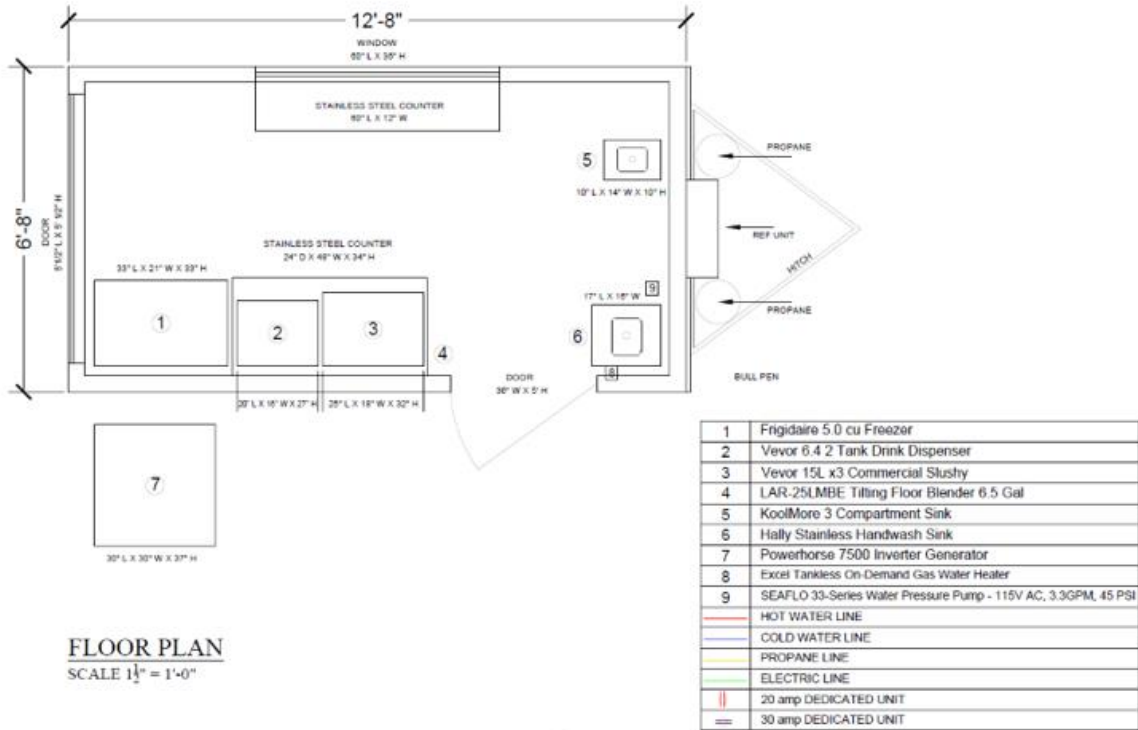 12'-8"
WINDOW
60" L X 36" H
STAINLESS STEEL COUNTER
60" L X 12" W
6'-8"
DOOR
5 10" L X 14" W X 10" H
PROPANE
REF UNIT
HITCH
PROPANE
BULL PEN
STAINLESS STEEL COUNTER
24" D X 48" W X 34" H
33" L X 21" W X 33" H
17" L X 16" W
1
2
3
4
5
6
7
8
9
DOOR
36" W X 5' H
20" L X 16" W X 27" H
25" L X 18" W X 32" H
30" L X 30" W X 37" H
FLOOR PLAN
SCALE 1½" = 1'-0"
1 Frigidaire 5.0 cu Freezer
2 Vevor 6.4 2 Tank Drink Dispenser
3 Vevor 15L x3 Commercial Slushy
4 LAR-25LMBE Tilting Floor Blender 6.5 Gal
5 KoolMore 3 Compartment Sink
6 Hally Stainless Handwash Sink
7 Powerhorse 7500 Inverter Generator
8 Excel Tankless On-Demand Gas Water Heater
9 SEAFLO 33-Series Water Pressure Pump - 115V AC, 3.3GPM, 45 PSI
HOT WATER LINE
COLD WATER LINE
PROPANE LINE
ELECTRIC LINE
20 amp DEDICATED UNIT
30 amp DEDICATED UNIT